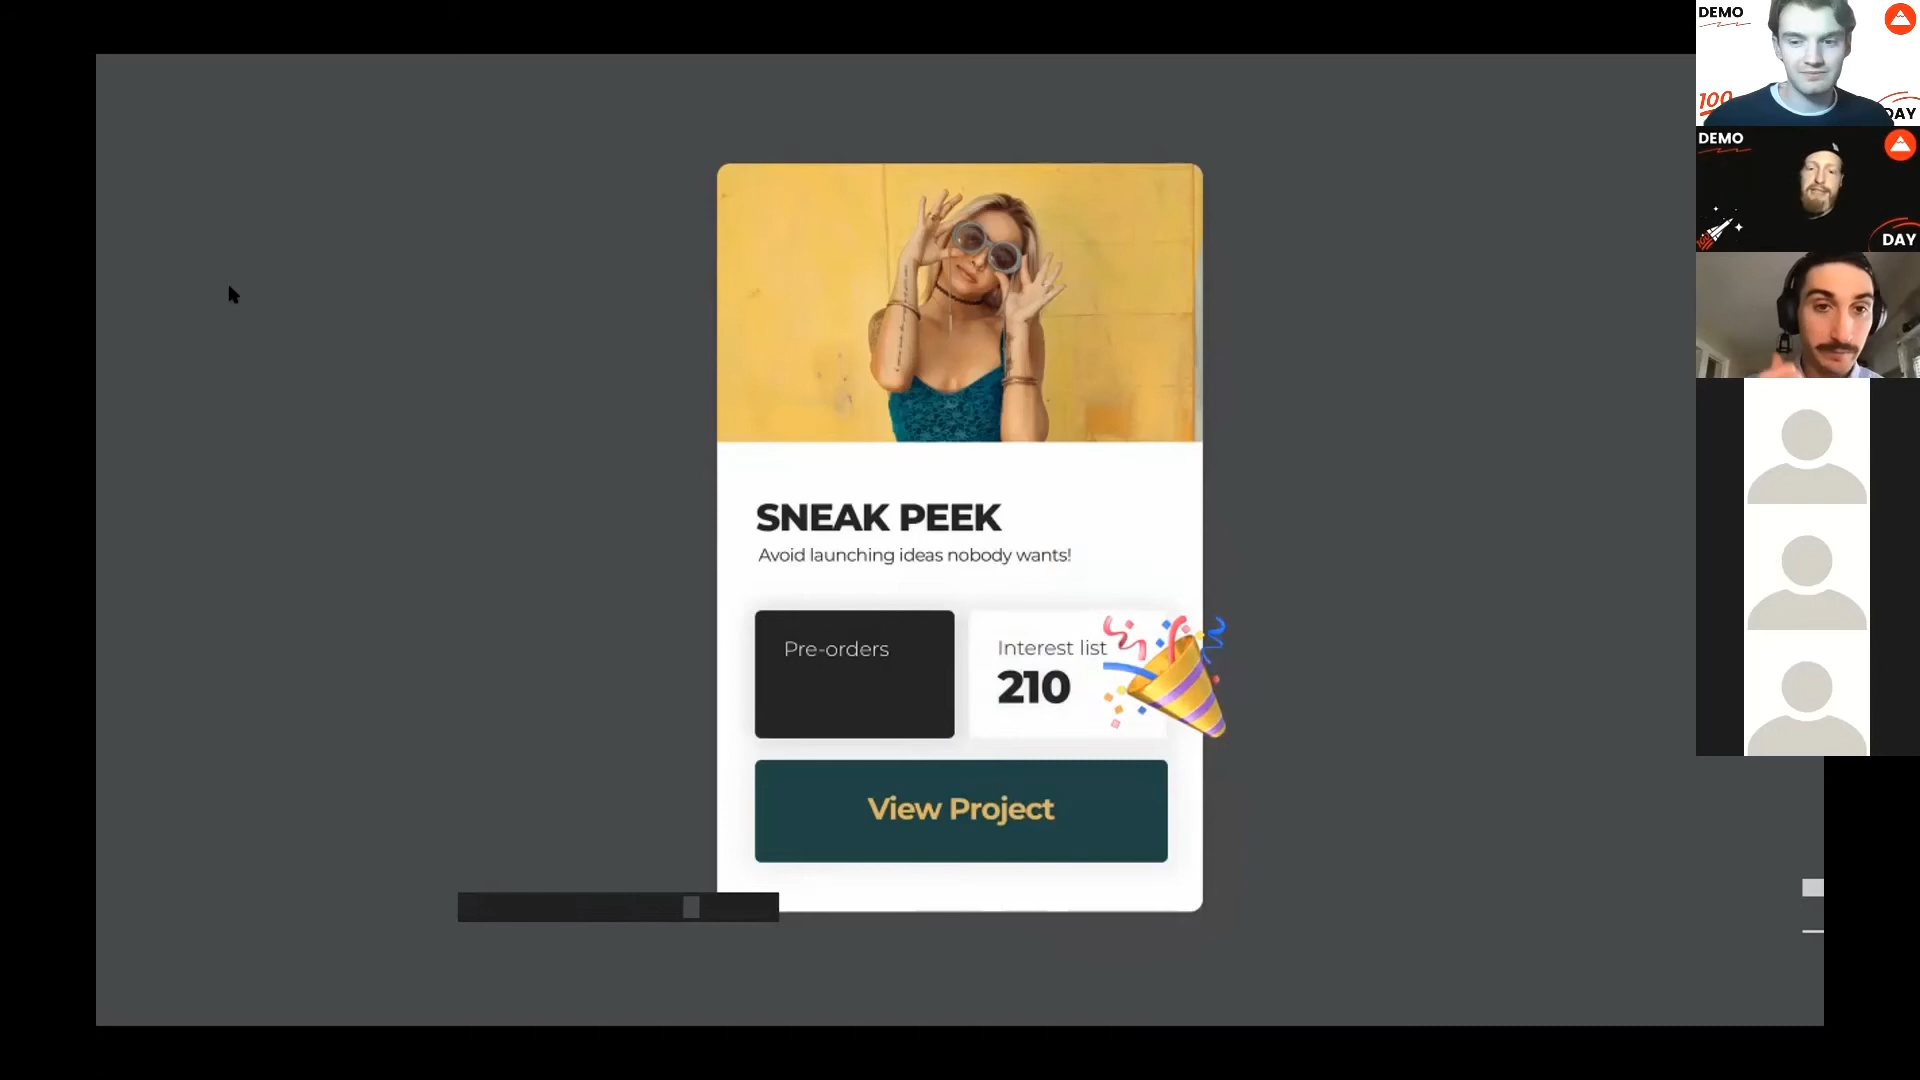 SNEAK PEEK
Avoid launching ideas nobody wants!
Pre-orders
Interest list
210
View Project
DEMO
100
DAY
DEMO
DAY